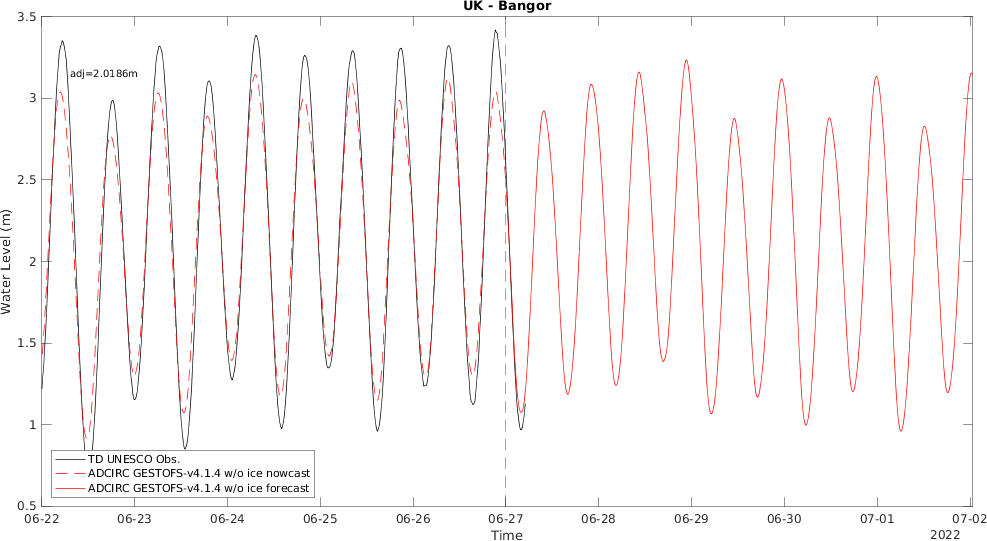 UK - Bangor
3.5
3
2.5
2
1.5
1
0.5
Water Level (m)
adj=2.0186m
TD UNESCO Obs.
ADCIRC GESTOFS-v4.1.4 w/o ice nowcast
ADCIRC GESTOFS-v4.1.4 w/o ice forecast
06-22 06-23 06-24 06-25 06-26 06-27 06-28 06-29 06-30 07-01 07-02
Time
2022